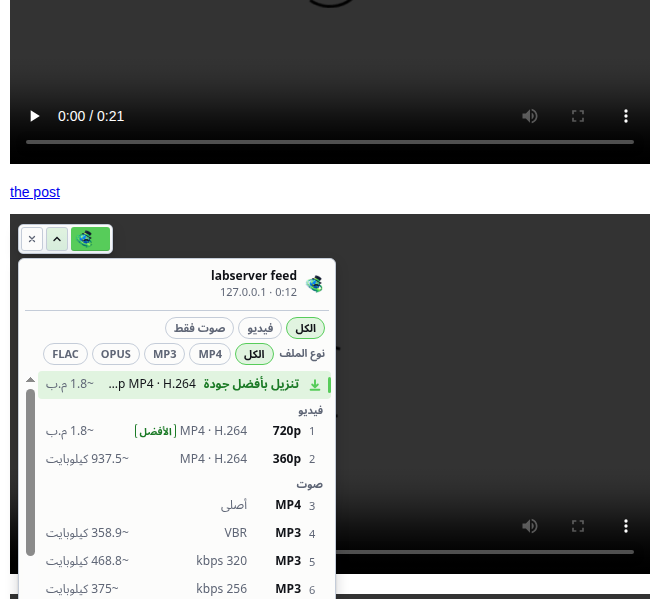 0:00 / 0:21
the post
labserver feed
127.0.0.1 · 0:12
الكل فيديو صوت فقط
نوع الملف الكل MP4 MP3 OPUS FLAC
تنزيل بأفضل جودة p MP4 · H.264... ~1.8 م.ب
فيديو
1 720p MP4 · H.264 [الأفضل] ~1.8 م.ب
2 360p MP4 · H.264 ~937.5 كيلوبايت
صوت
3 MP4 أصلي
4 MP3 VBR ~358.9 كيلوبايت
5 MP3 320 kbps ~468.8 كيلوبايت
6 MP3 256 kbps ~375 كيلوبايت